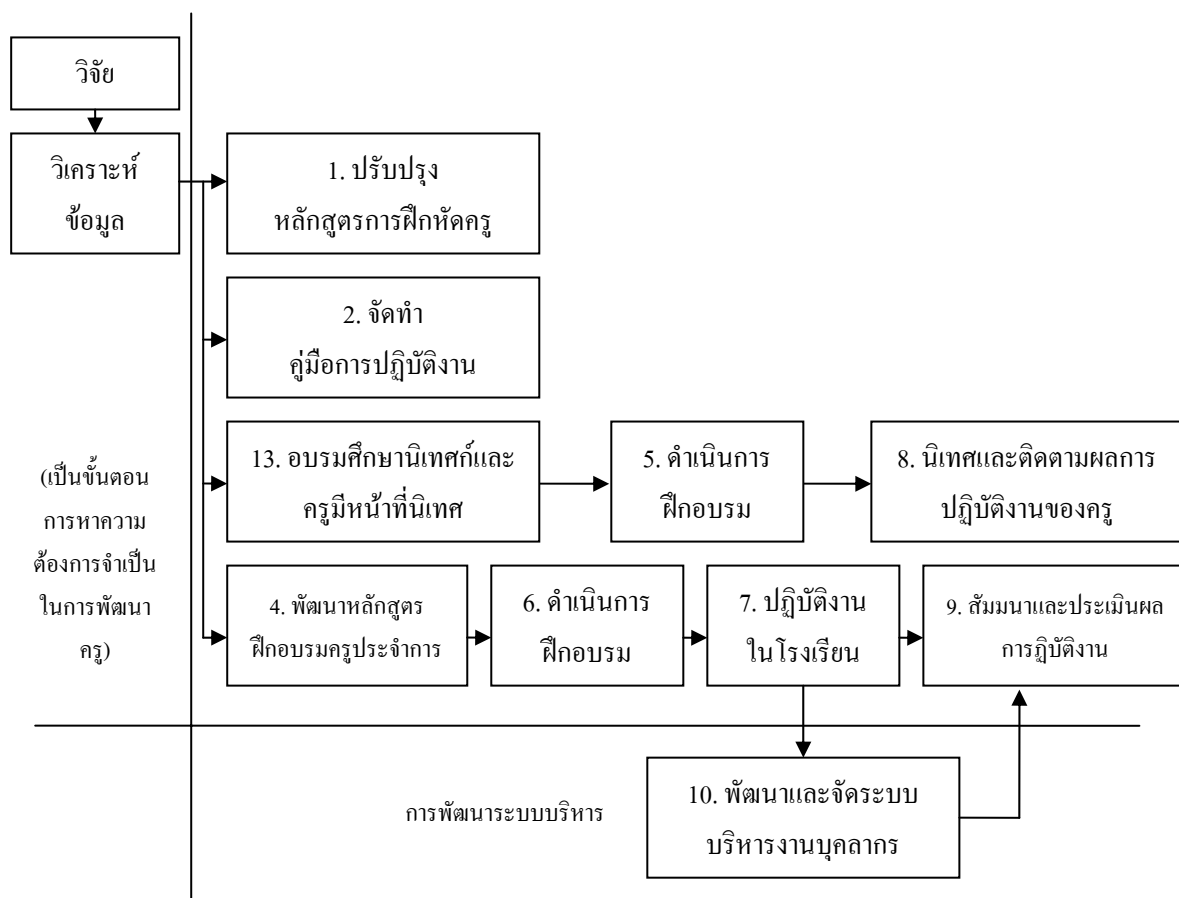 วิจัย
วิเคราะห์
ข้อมูล
1. ปรับปรุง
หลักสูตรการฝึกหัดครู
2. จัดทำ
คู่มือการปฏิบัติงาน
(เป็นขั้นตอน
การหาความ
ต้องการจำเป็น
ในการพัฒนา
ครู)
13. อบรมศึกษานิเทศก์และ
ครูมีหน้าที่นิเทศ
5. ดำเนินการ
ฝึกอบรม
8. นิเทศและติดตามผลการ
ปฏิบัติงานของครู
4. พัฒนาหลักสูตร
ฝึกอบรมครูประจำการ
6. ดำเนินการ
ฝึกอบรม
7. ปฏิบัติงาน
ในโรงเรียน
9. สัมมนาและประเมินผล
การฏิบัติงาน
การพัฒนาระบบบริหาร
10. พัฒนาและจัดระบบ
บริหารงานบุคลากร